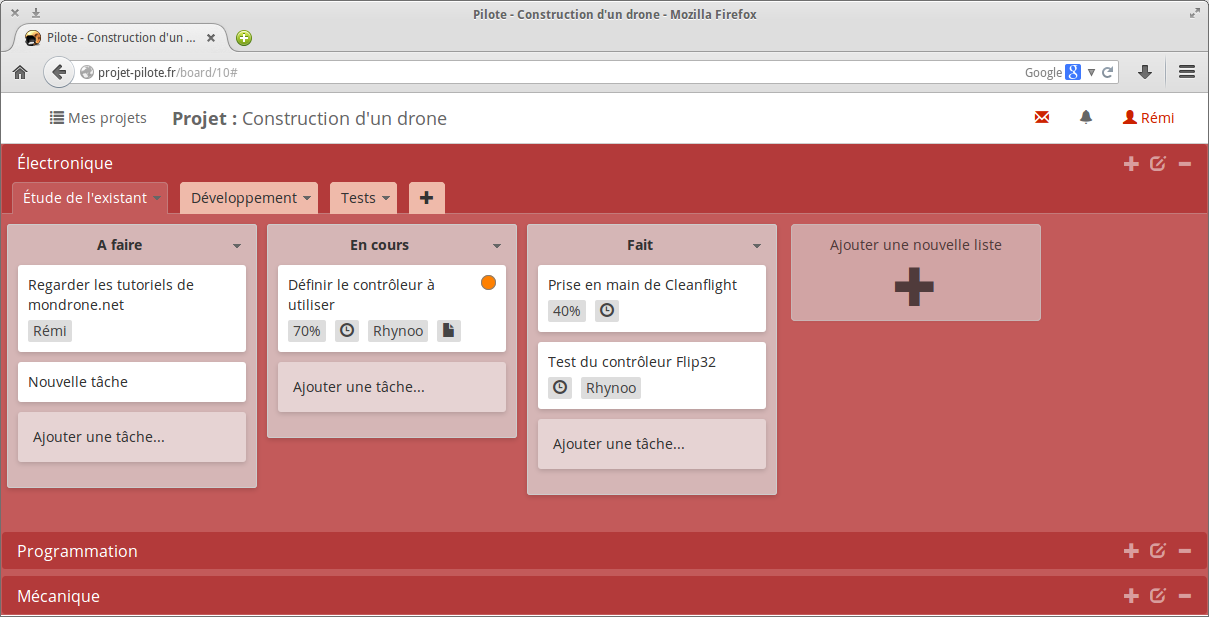 Pilote - Construction d'un drone - Mozilla Firefox
Pilote - Construction d'un ...
projet-pilote.fr/board/10#
Google
8
Mes projets
Projet : Construction d'un drone
Rémi
Électronique
Étude de l'existant
Développement
Tests
A faire
En cours
Fait
Ajouter une nouvelle liste
Regarder les tutoriels de
mondrone.net
Rémi
Nouvelle tâche
Ajouter une tâche...
Définir le contrôleur à
utiliser
70%
Rhynoo
Ajouter une tâche...
Prise en main de Cleanflight
40%
Test du contrôleur Flip32
Rhynoo
Ajouter une tâche...
Programmation
Mécanique